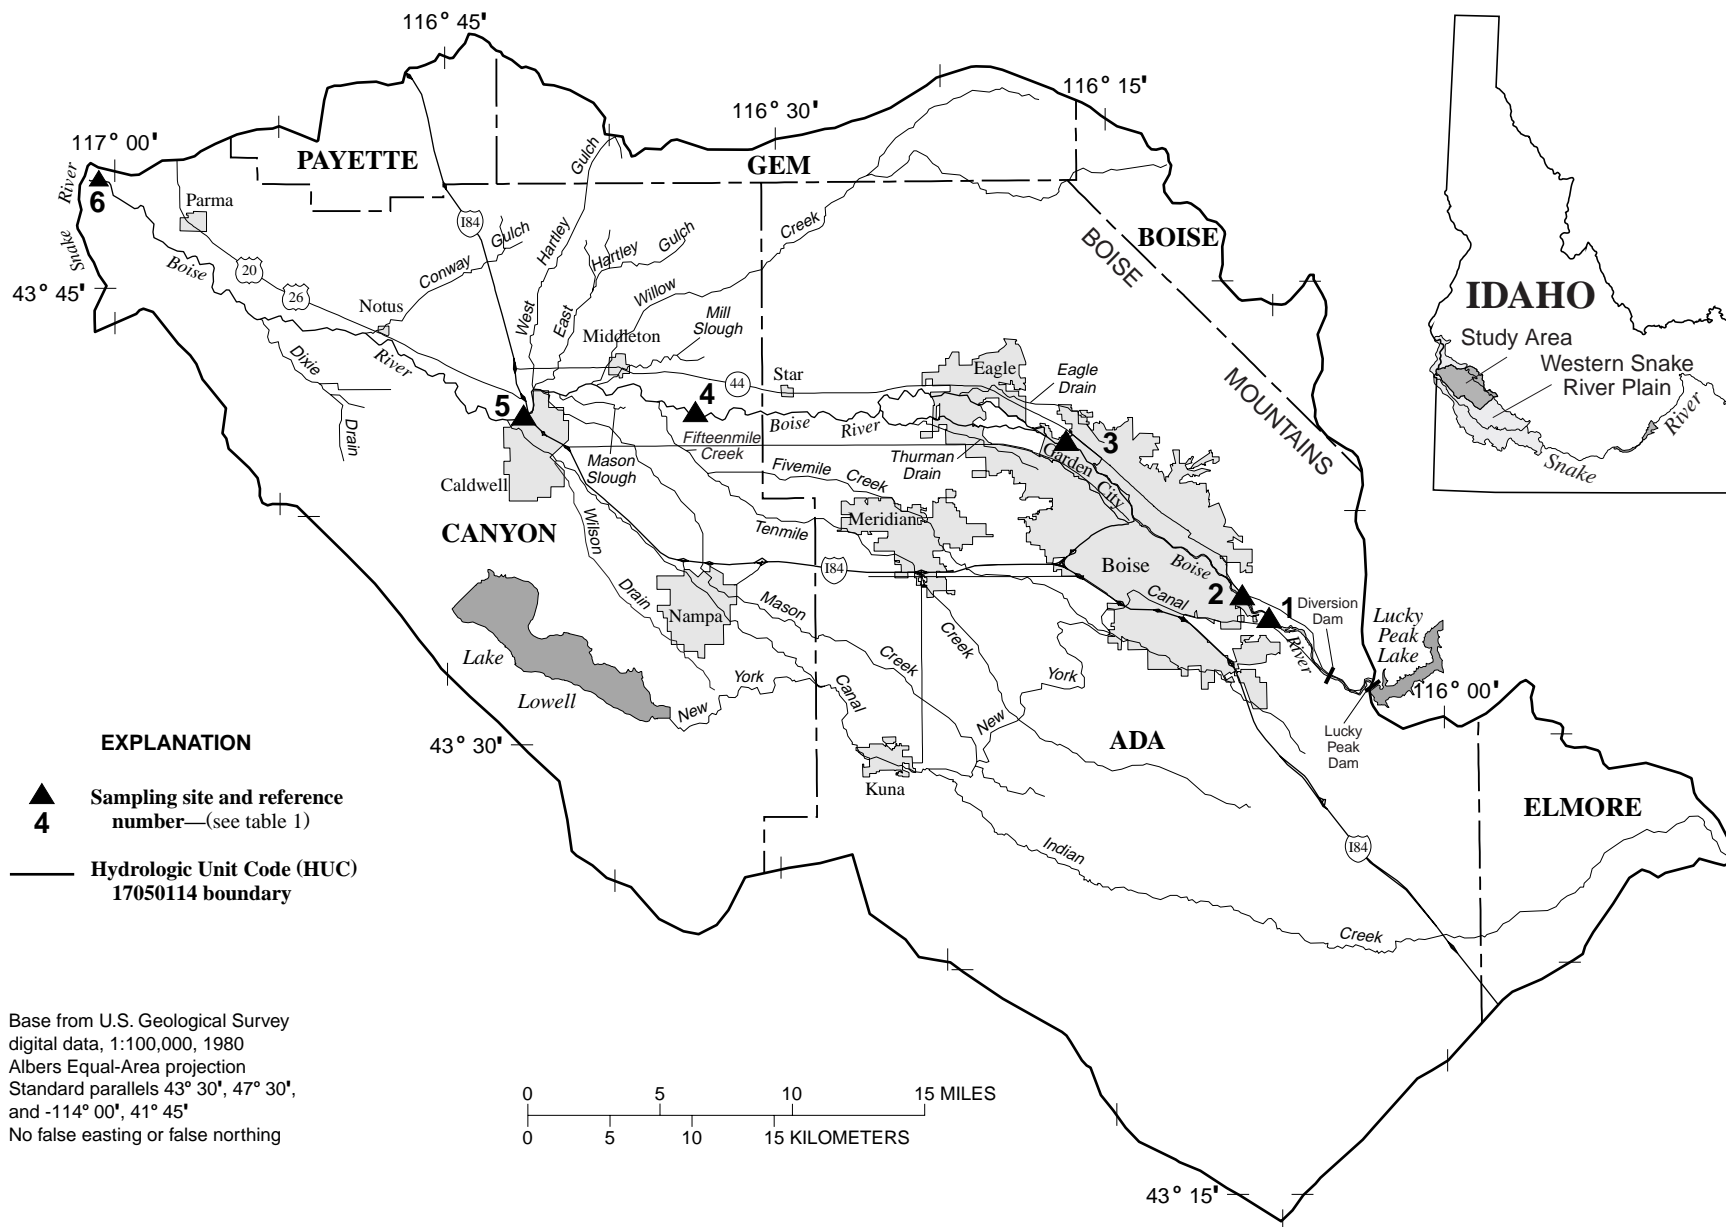 116° 45'
116° 15'
116° 30'
117° 00'
PAYETTE
GEM
Gulch
River
6
Snake
Parma
I84
Hartley
Gulch
Conway
Hartley
Gulch
Creek
BOISE
BOISE
MOUNTAINS
43° 45'
Boise
20
26
Notus
West
East
Willow
Mill
Slough
Middleton
River
Dixie
Drain
5
4
44
Star
Eagle
Eagle
Drain
3
Boise
River
Fifteenmile
Creek
Mason
Slough
Thurman
Drain
Garden
City
Caldwell
CANYON
Fivemile
Creek
Meridian
Tenmile
Wilson
Drain
I84
Boise
Boise
River
2
1
Diversion
Dam
Canal
Lucky
Peak
Lake
Nampa
Mason
Creek
Creek
York
Lake
Lowell
New
York
Canal
New
116° 00'
Lucky
Peak
Dam
43° 30'
ADA
Kuna
ELMORE
I84
Indian
Creek
43° 15'
IDAHO
Study Area
Western Snake
River Plain
River
Snake
EXPLANATION
4
Sampling site and reference
number—(see table 1)
Hydrologic Unit Code (HUC)
17050114 boundary
Base from U.S. Geological Survey
digital data, 1:100,000, 1980
Albers Equal-Area projection
Standard parallels 43° 30', 47° 30',
and -114° 00', 41° 45'
No false easting or false northing
0 5 10 15 MILES
0 5 10 15 KILOMETERS